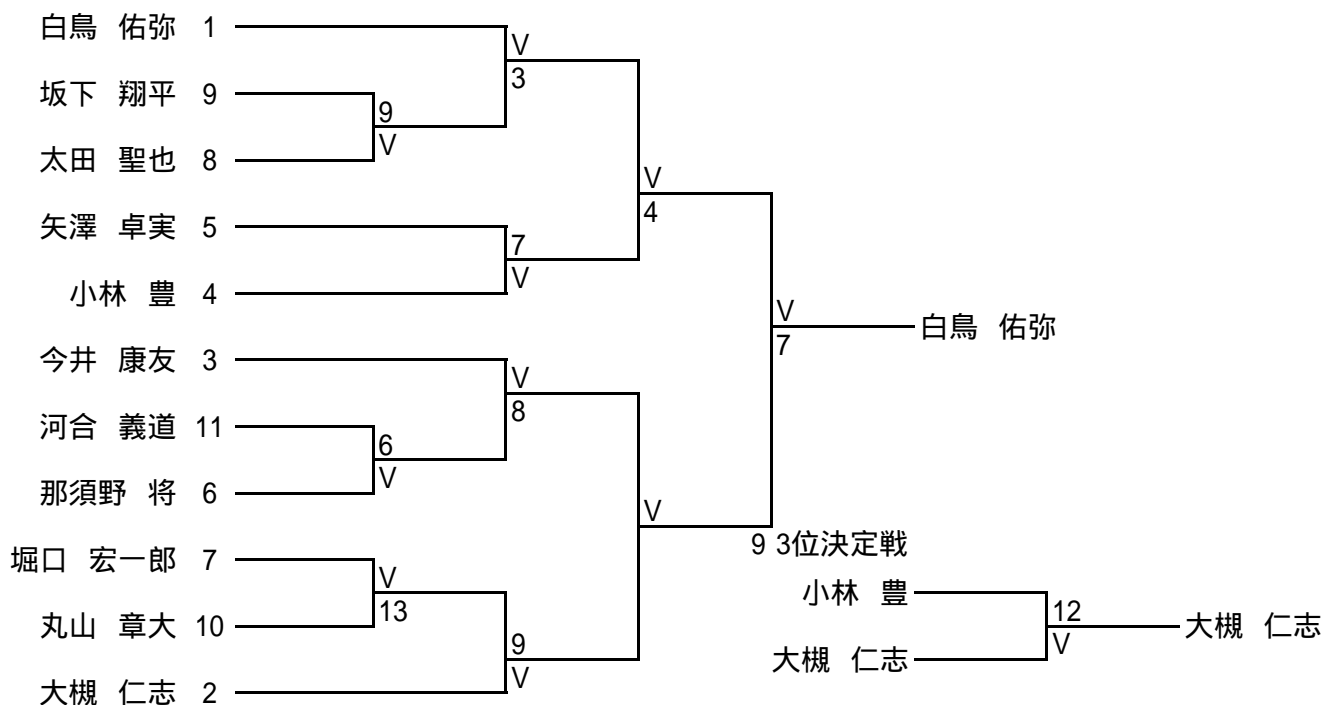 白鳥 佑弥 1
V
3
坂下 翔平 9
9
V
太田 聖也 8
V
4
矢澤 卓実 5
7
V
小林 豊 4
V
7
白鳥 佑弥
今井 康友 3
V
8
河合 義道 11
6
V
那須野 将 6
V
9 3位決定戦
堀口 宏一郎 7
V
13
丸山 章大 10
9
V
大槻 仁志 2
小林 豊
12
V
大槻 仁志
大槻 仁志